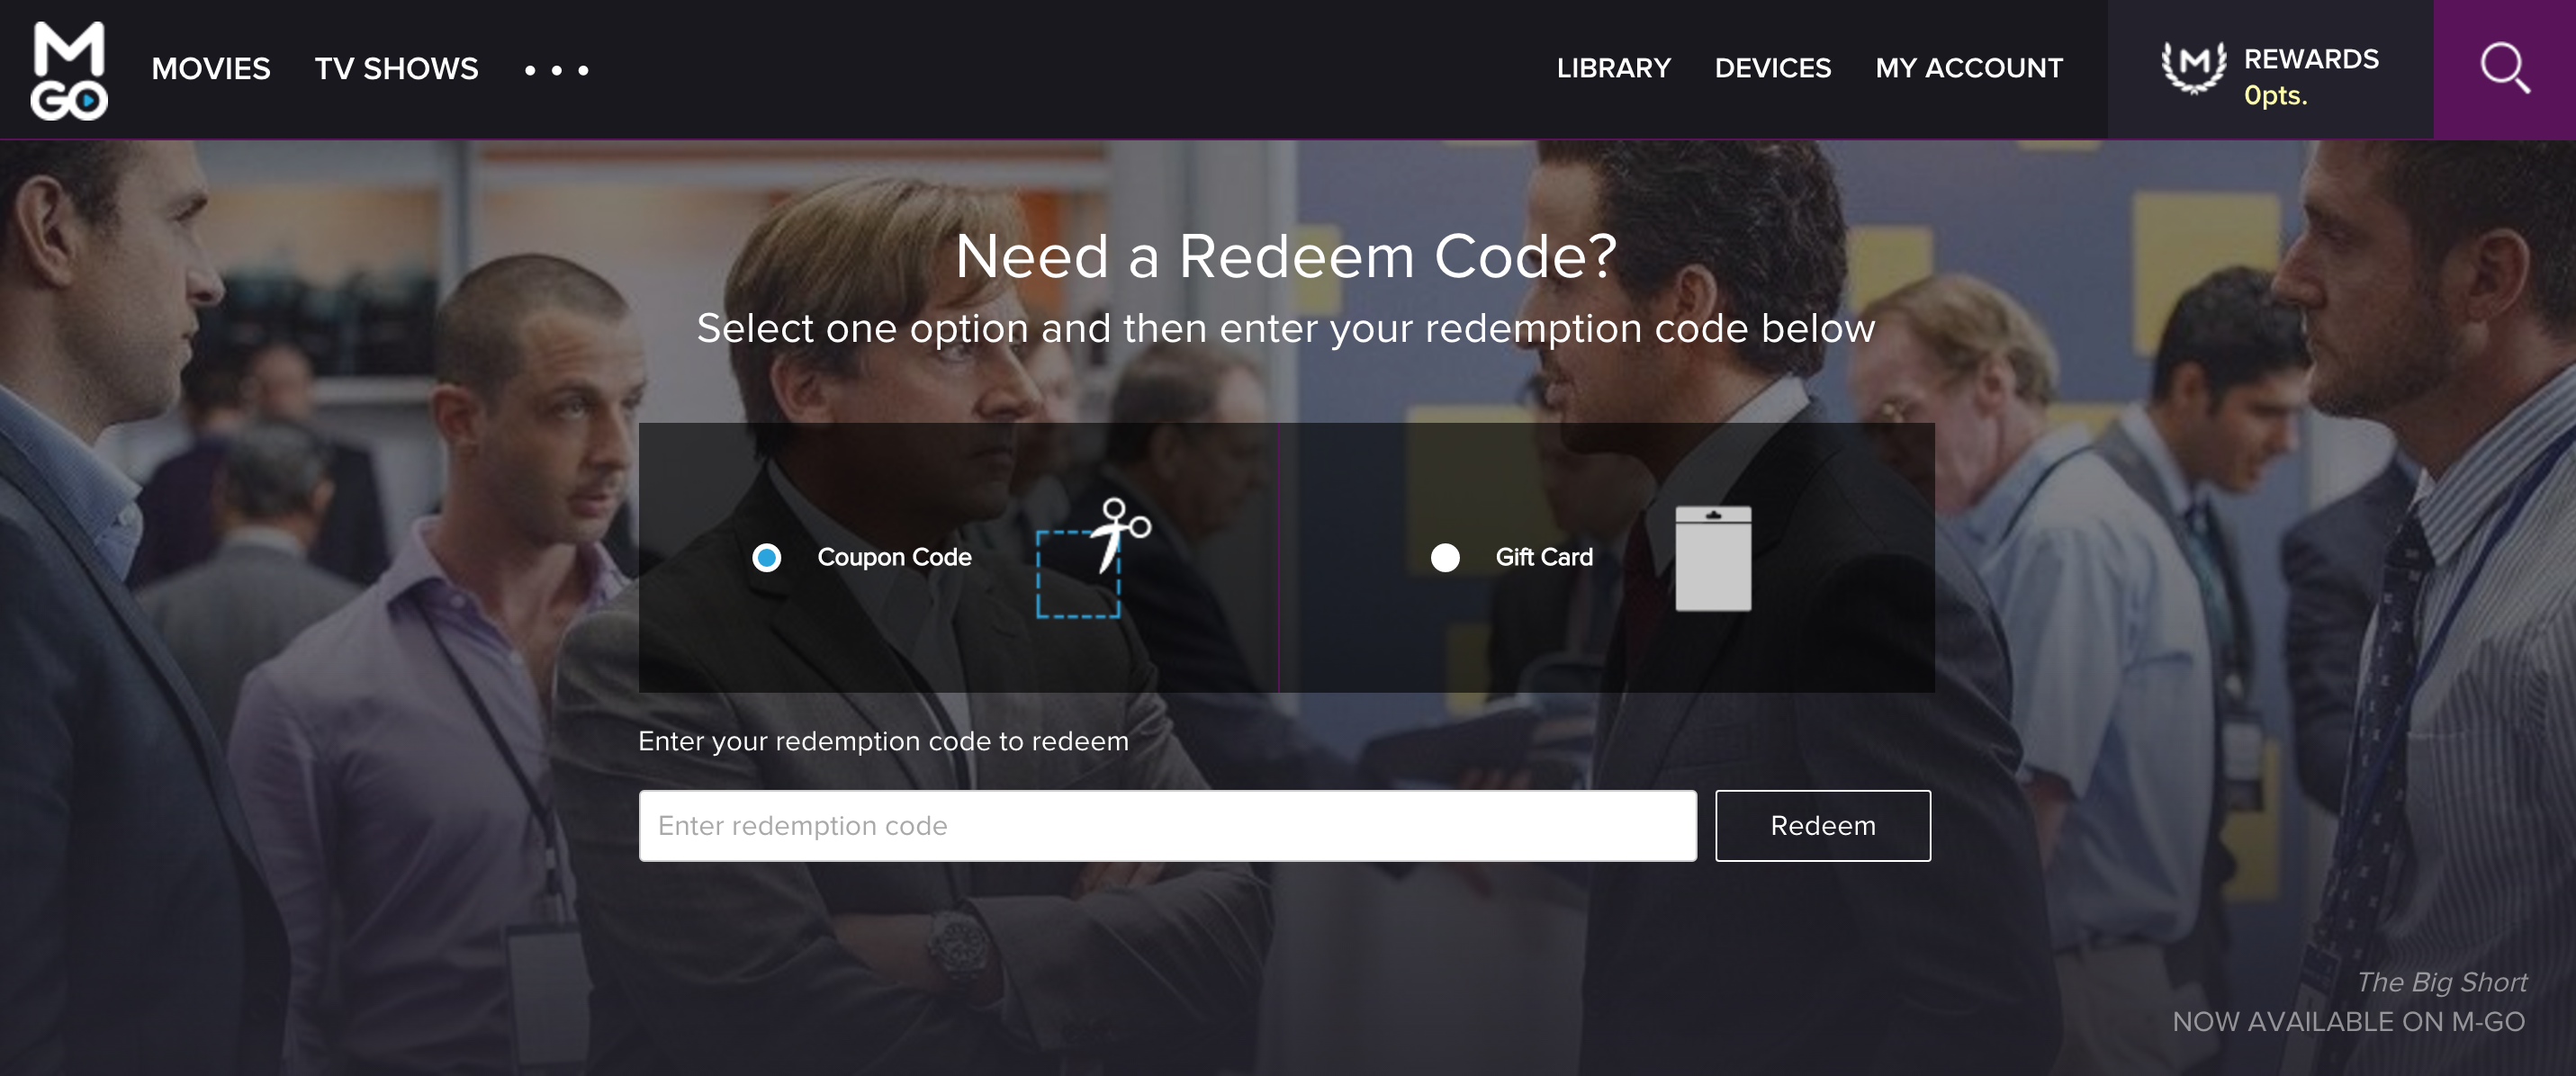 M
GO
MOVIES
TV SHOWS
LIBRARY
DEVICES
MY ACCOUNT
M
REWARDS
0pts.
Need a Redeem Code?
Select one option and then enter your redemption code below
Coupon Code
Gift Card
Enter your redemption code to redeem
Enter redemption code
Redeem
The Big Short
NOW AVAILABLE ON M-GO